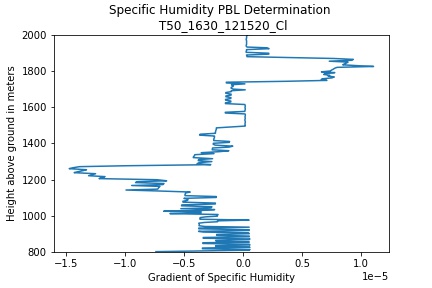 Specific Humidity PBL Determination
T50_1630_121520_Cl
2000
1800
1600
1400
1200
1000
800
Height above ground in meters
−1.5
−1.0
−0.5
0.0
0.5
1.0
1e−5
Gradient of Specific Humidity